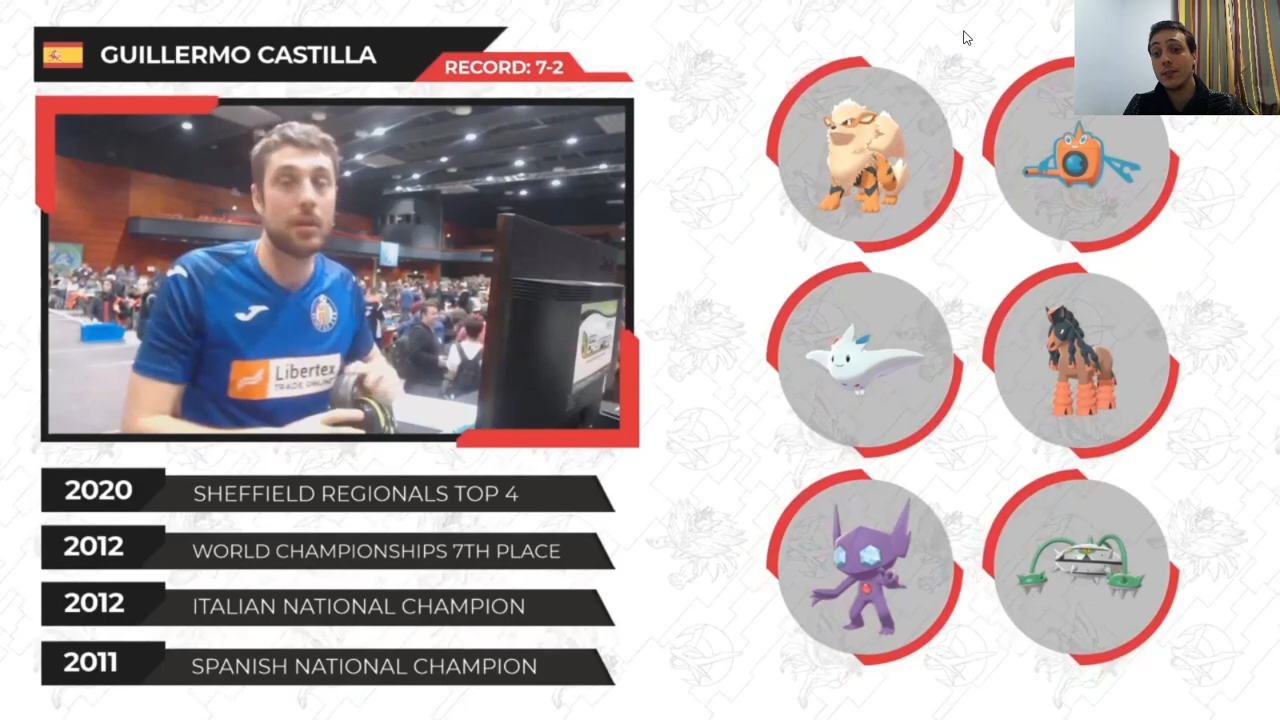 GUILLERMO CASTILLA
RECORD: 7-2
Libertex
TRADE ONLINE
2020 SHEFFIELD REGIONALS TOP 4
2012 WORLD CHAMPIONSHIPS 7TH PLACE
2012 ITALIAN NATIONAL CHAMPION
2011 SPANISH NATIONAL CHAMPION